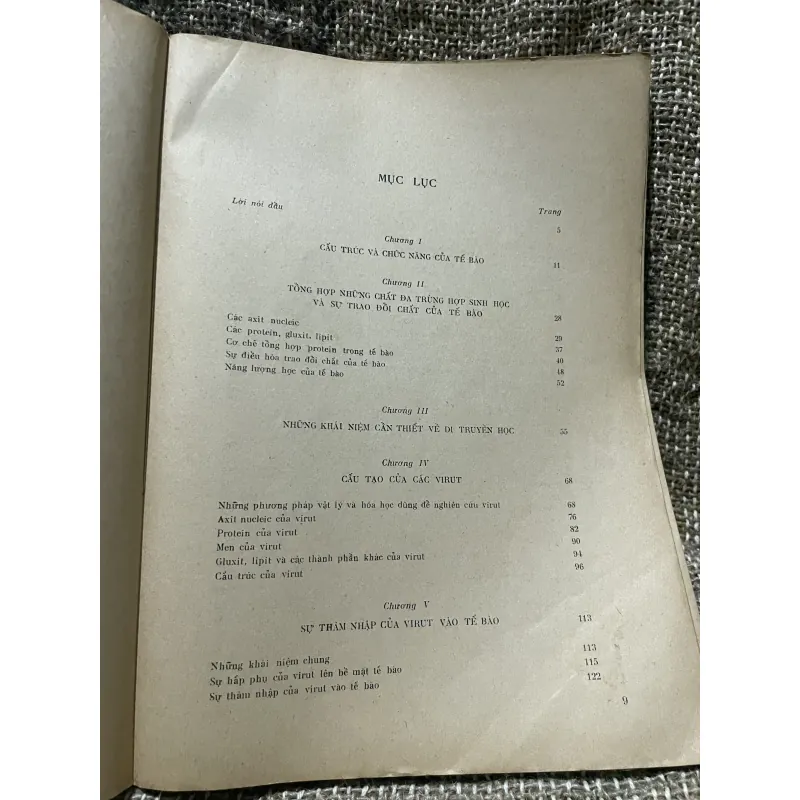 MỤC LỤC
Trang
Lời nói đầu 5
Chương I
CẤU TRÚC VÀ CHỨC NĂNG CỦA TẾ BÀO 11
Chương II
TỔNG HỢP NHỮNG CHẤT ĐA TRÙNG HỢP SINH HỌC
VÀ SỰ TRAO ĐỔI CHẤT CỦA TẾ BÀO 28
Các axit nucleic 29
Các protein, gluxit, lipit 37
Cơ chế tổng hợp protein trong tế bào 40
Sự điều hòa trao đổi chất của tế bào 48
Năng lượng học của tế bào 52
Chương III
NHỮNG KHÁI NIỆM CẦN THIẾT VỀ DI TRUYỀN HỌC 55
Chương IV
CẤU TẠO CỦA CÁC VIRUT 68
Những phương pháp vật lý và hóa học dùng để nghiên cứu virut 68
Axit nucleic của virut 76
Protein của virut 82
Men của virut 90
Gluxit, lipit và các thành phần khác của virut 94
Cấu trúc của virut 96
Chương V
SỰ THÂM NHẬP CỦA VIRUT VÀO TẾ BÀO 113
Những khái niệm chung 113
Sự hấp phụ của virut lên bề mặt tế bào 115
Sự thâm nhập của virut vào tế bào 122
9